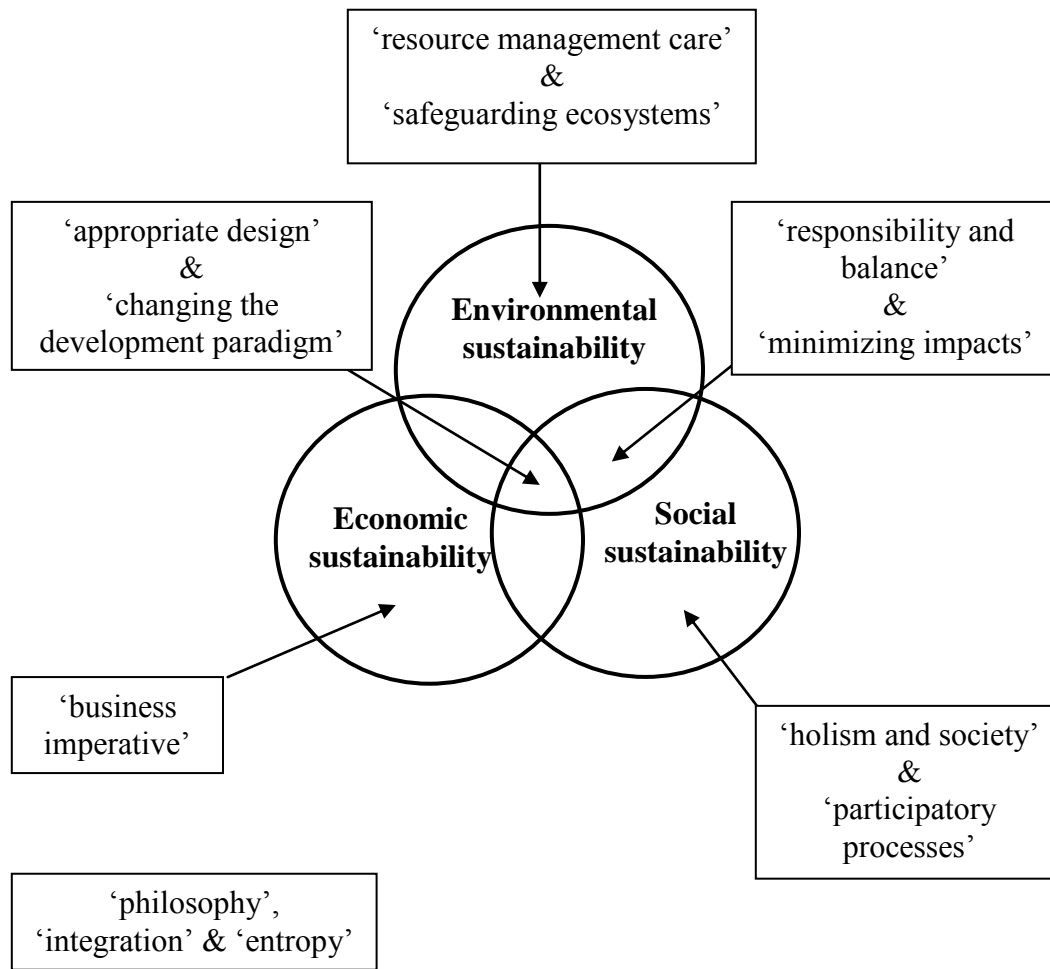 ‘resource management care’
&
‘safeguarding ecosystems’
‘appropriate design’
&
‘changing the
development paradigm’
‘responsibility and
balance’
&
‘minimizing impacts’
Environmental
sustainability
Economic
sustainability
Social
sustainability
‘business
imperative’
‘holism and society’
&
‘participatory
processes’
‘philosophy’,
‘integration’ & ‘entropy’